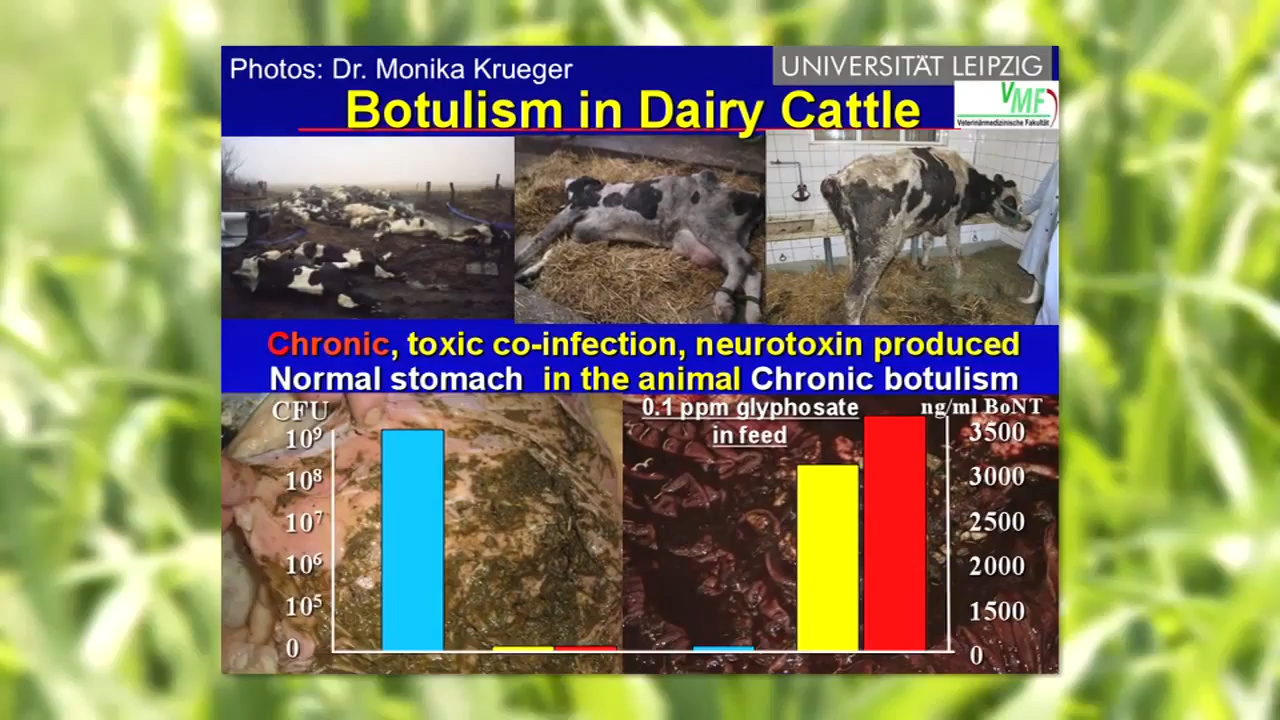 Photos: Dr. Monika Krueger
UNIVERSITÄT LEIPZIG
VMF
Veterinärmedizinische Fakultät
Botulism in Dairy Cattle
Chronic, toxic co-infection, neurotoxin produced
Normal stomach in the animal Chronic botulism
CFU
10⁹
10⁸
10⁷
10⁶
10⁵
0
0.1 ppm glyphosate
in feed
ng/ml BoNT
3500
3000
2500
2000
1500
0